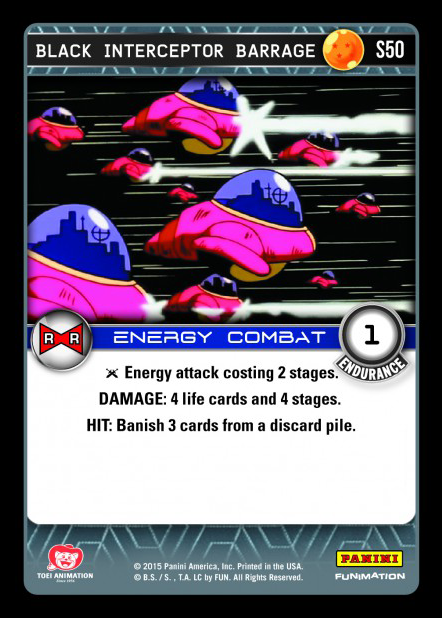 BLACK INTERCEPTOR BARRAGE S50
R R ENERGY COMBAT 1
ENDURANCE
Energy attack costing 2 stages.
DAMAGE: 4 life cards and 4 stages.
HIT: Banish 3 cards from a discard pile.
TOEI ANIMATION
Since 1956
© 2015 Panini America, Inc. Printed in the USA.
© B.S./ S. , T.A. LC by FUN. All Rights Reserved.
PANINI
FUNIMATION